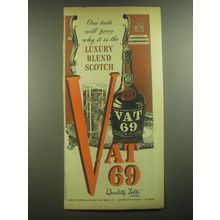 One taste
will prove
why it is the
LUXURY
BLEND
SCOTCH
VAT
69
VAT
69
Quality Tells